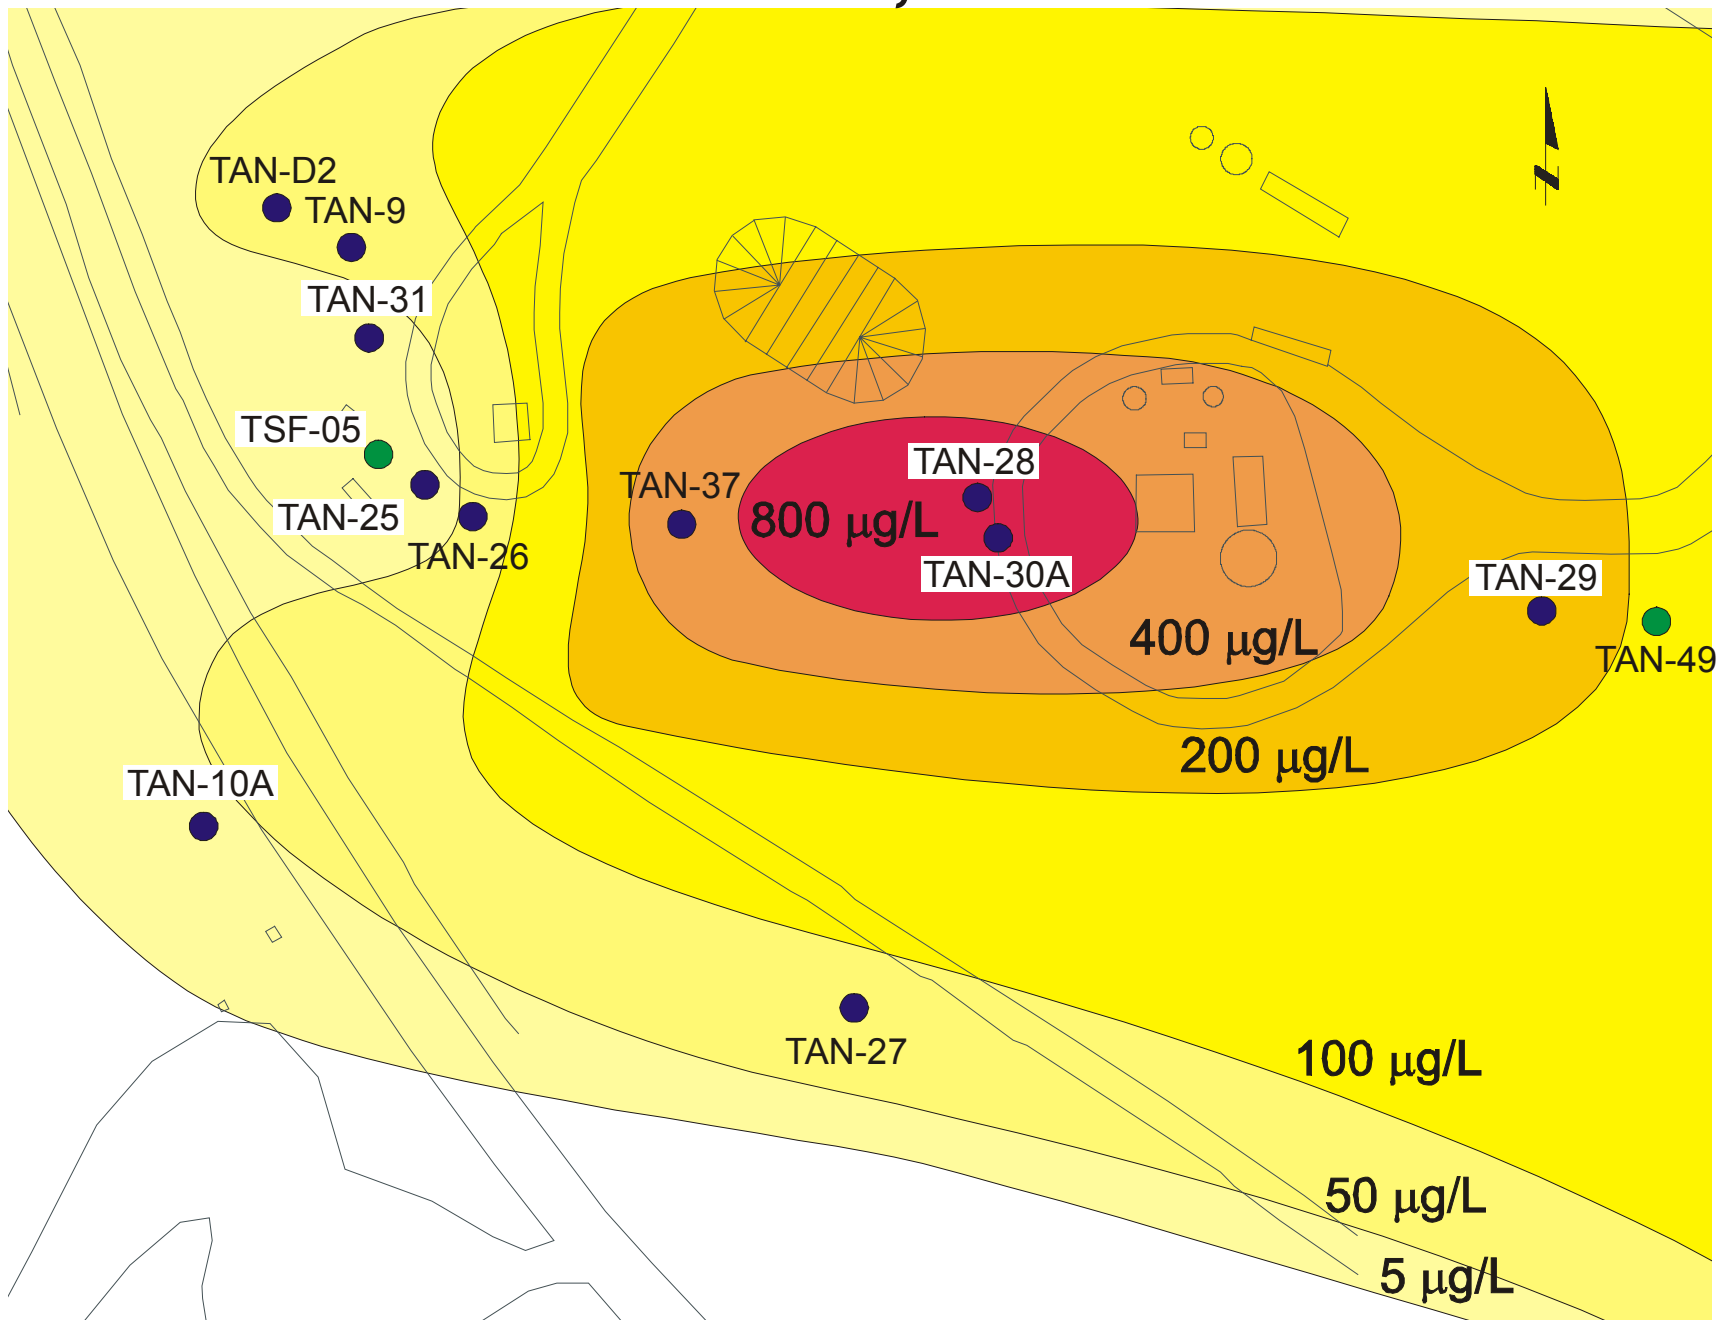 TAN-D2
TAN-9
TAN-31
TSF-05
TAN-25
TAN-26
TAN-37
800 µg/L
TAN-28
TAN-30A
400 µg/L
TAN-29
TAN-49
200 µg/L
TAN-10A
TAN-27
100 µg/L
50 µg/L
5 µg/L